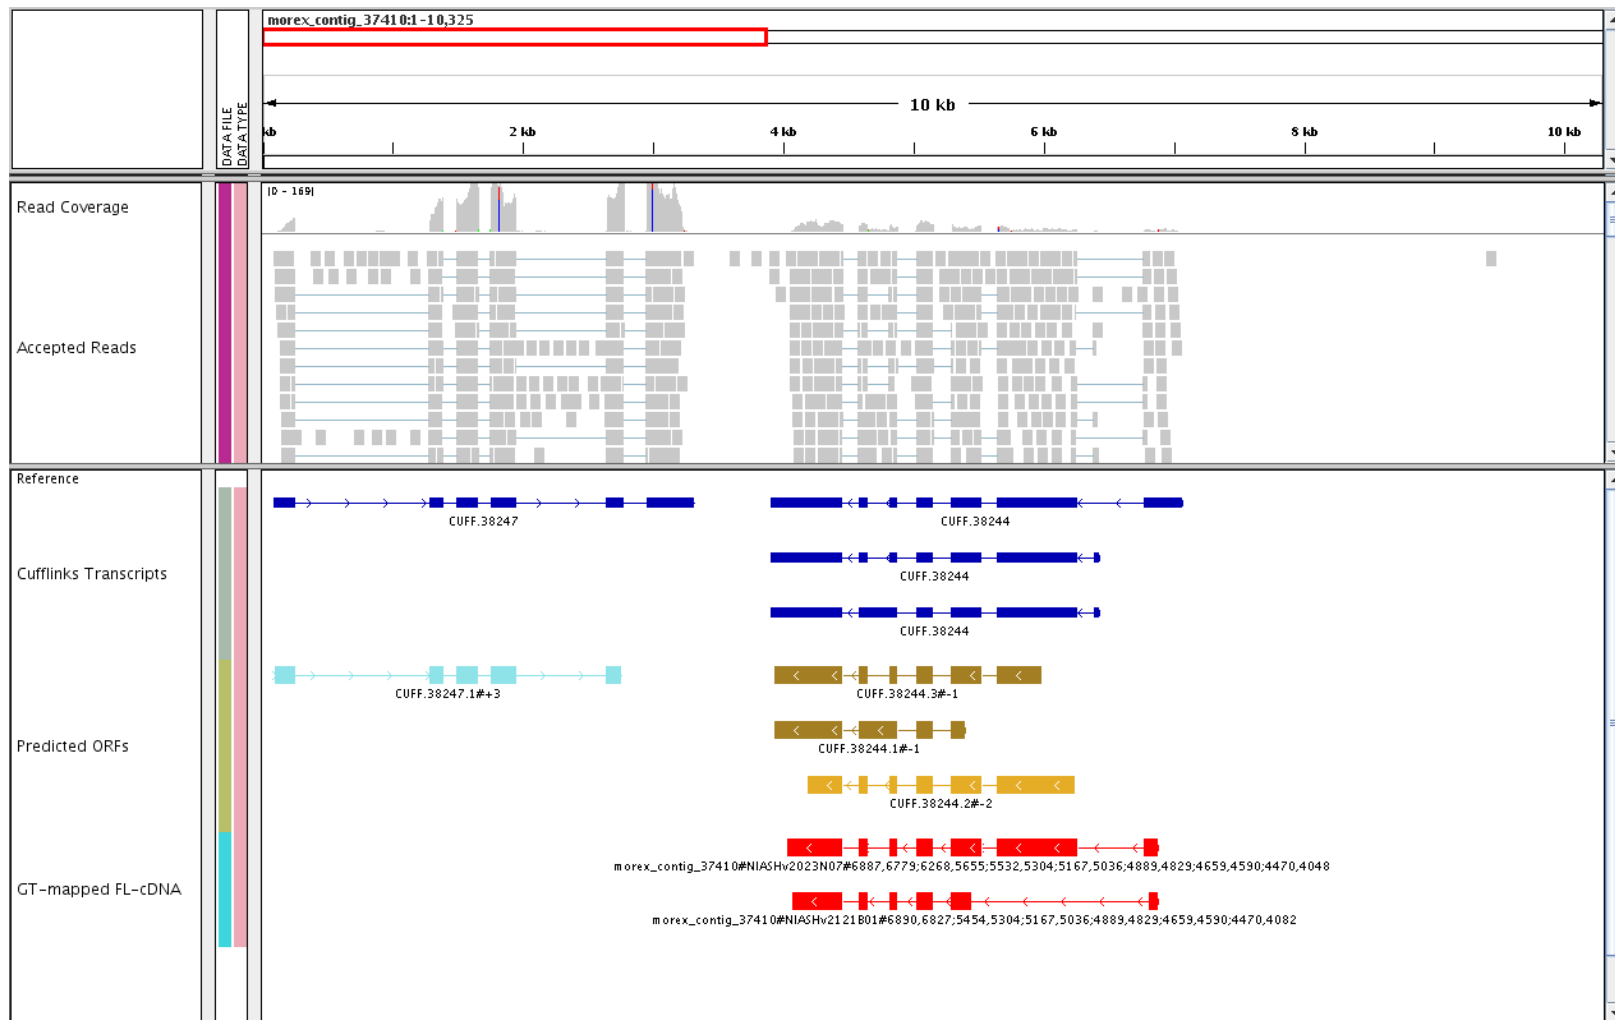 morex_contig_37410:1-10,325
10 kb
kb 2 kb 4 kb 6 kb 8 kb 10 kb
DATA FILE
DATA TYPE
Read Coverage
[0 - 169]
Accepted Reads
Reference
CUFF.38247 CUFF.38244
Cufflinks Transcripts
CUFF.38244
CUFF.38244
CUFF.38247.1#+3 CUFF.38244.3#-1
Predicted ORFs
CUFF.38244.1#-1
CUFF.38244.2#-2
morex_contig_37410#NIASHv2023N07#6887,6779;6268,5655;5532,5304;5167,5036;4889,4829;4659,4590;4470,4048
GT-mapped FL-cDNA
morex_contig_37410#NIASHv2121B01#6890,6827;5454,5304;5167,5036;4889,4829;4659,4590;4470,4082